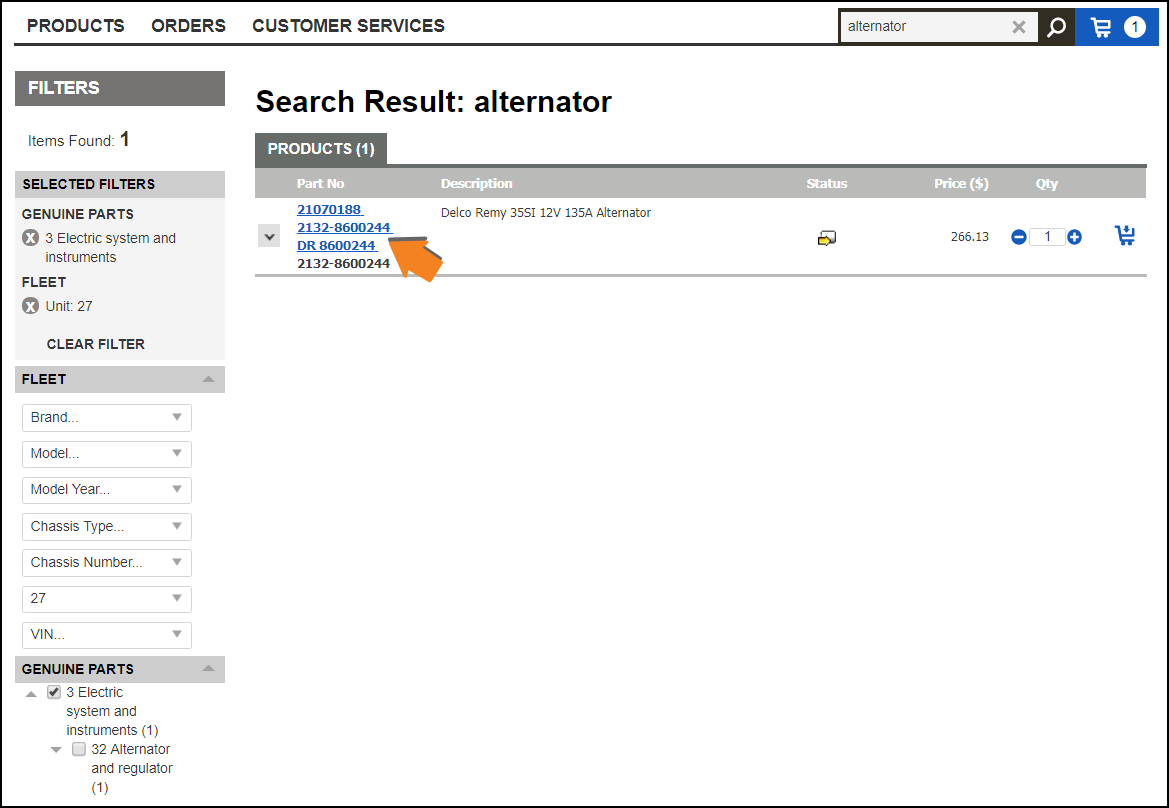 PRODUCTS ORDERS CUSTOMER SERVICES alternator 1
FILTERS
Items Found: 1
SELECTED FILTERS
GENUINE PARTS
X 3 Electric system and
instruments
FLEET
X Unit: 27
CLEAR FILTER
FLEET
Brand...
Model...
Model Year...
Chassis Type...
Chassis Number...
27
VIN...
GENUINE PARTS
3 Electric
system and
instruments (1)
32 Alternator
and regulator
(1)
Search Result: alternator
PRODUCTS (1)
Part No Description Status Price ($) Qty
21070188 Delco Remy 35SI 12V 135A Alternator
2132-8600244
266.13 1
DR 8600244
2132-8600244